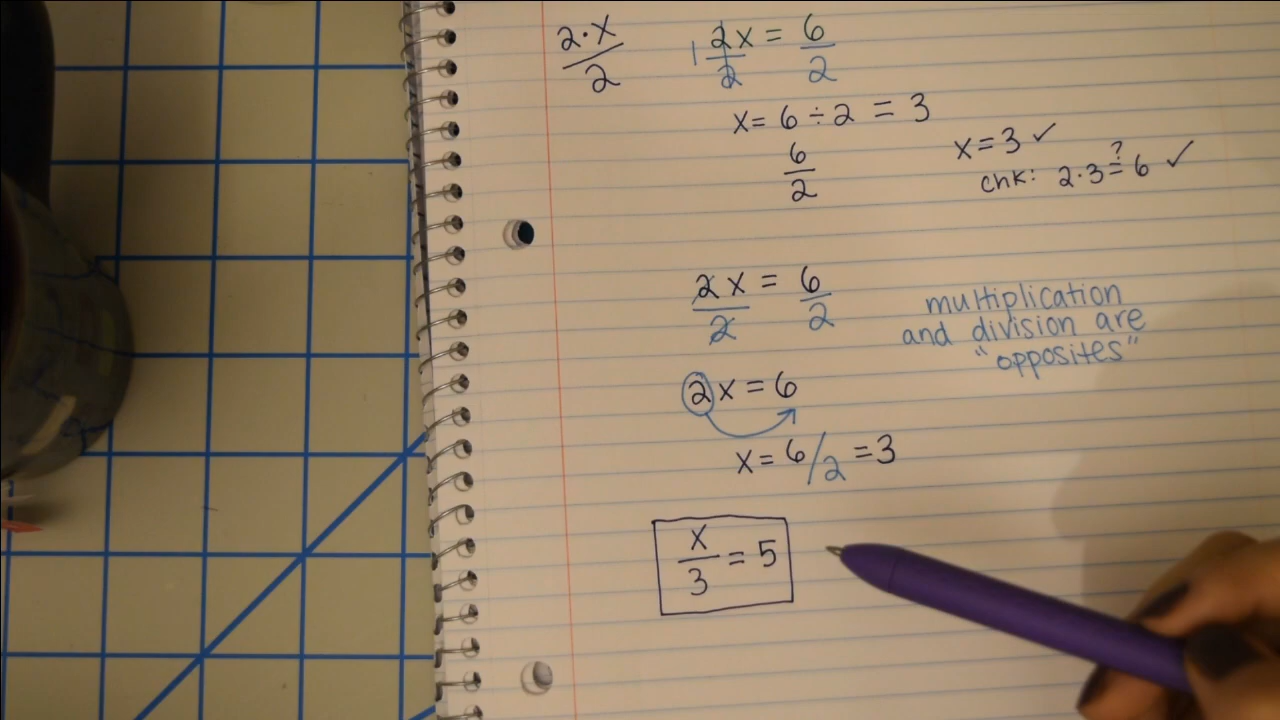 2·x/2
1 2x/2 = 6/2
x = 6 ÷ 2 = 3
6/2
x = 3 ✓
chk: 2·3 ≟ 6 ✓
2x/2 = 6/2
multiplication
and division are
"opposites"
2x = 6
x = 6/2 = 3
x/3 = 5